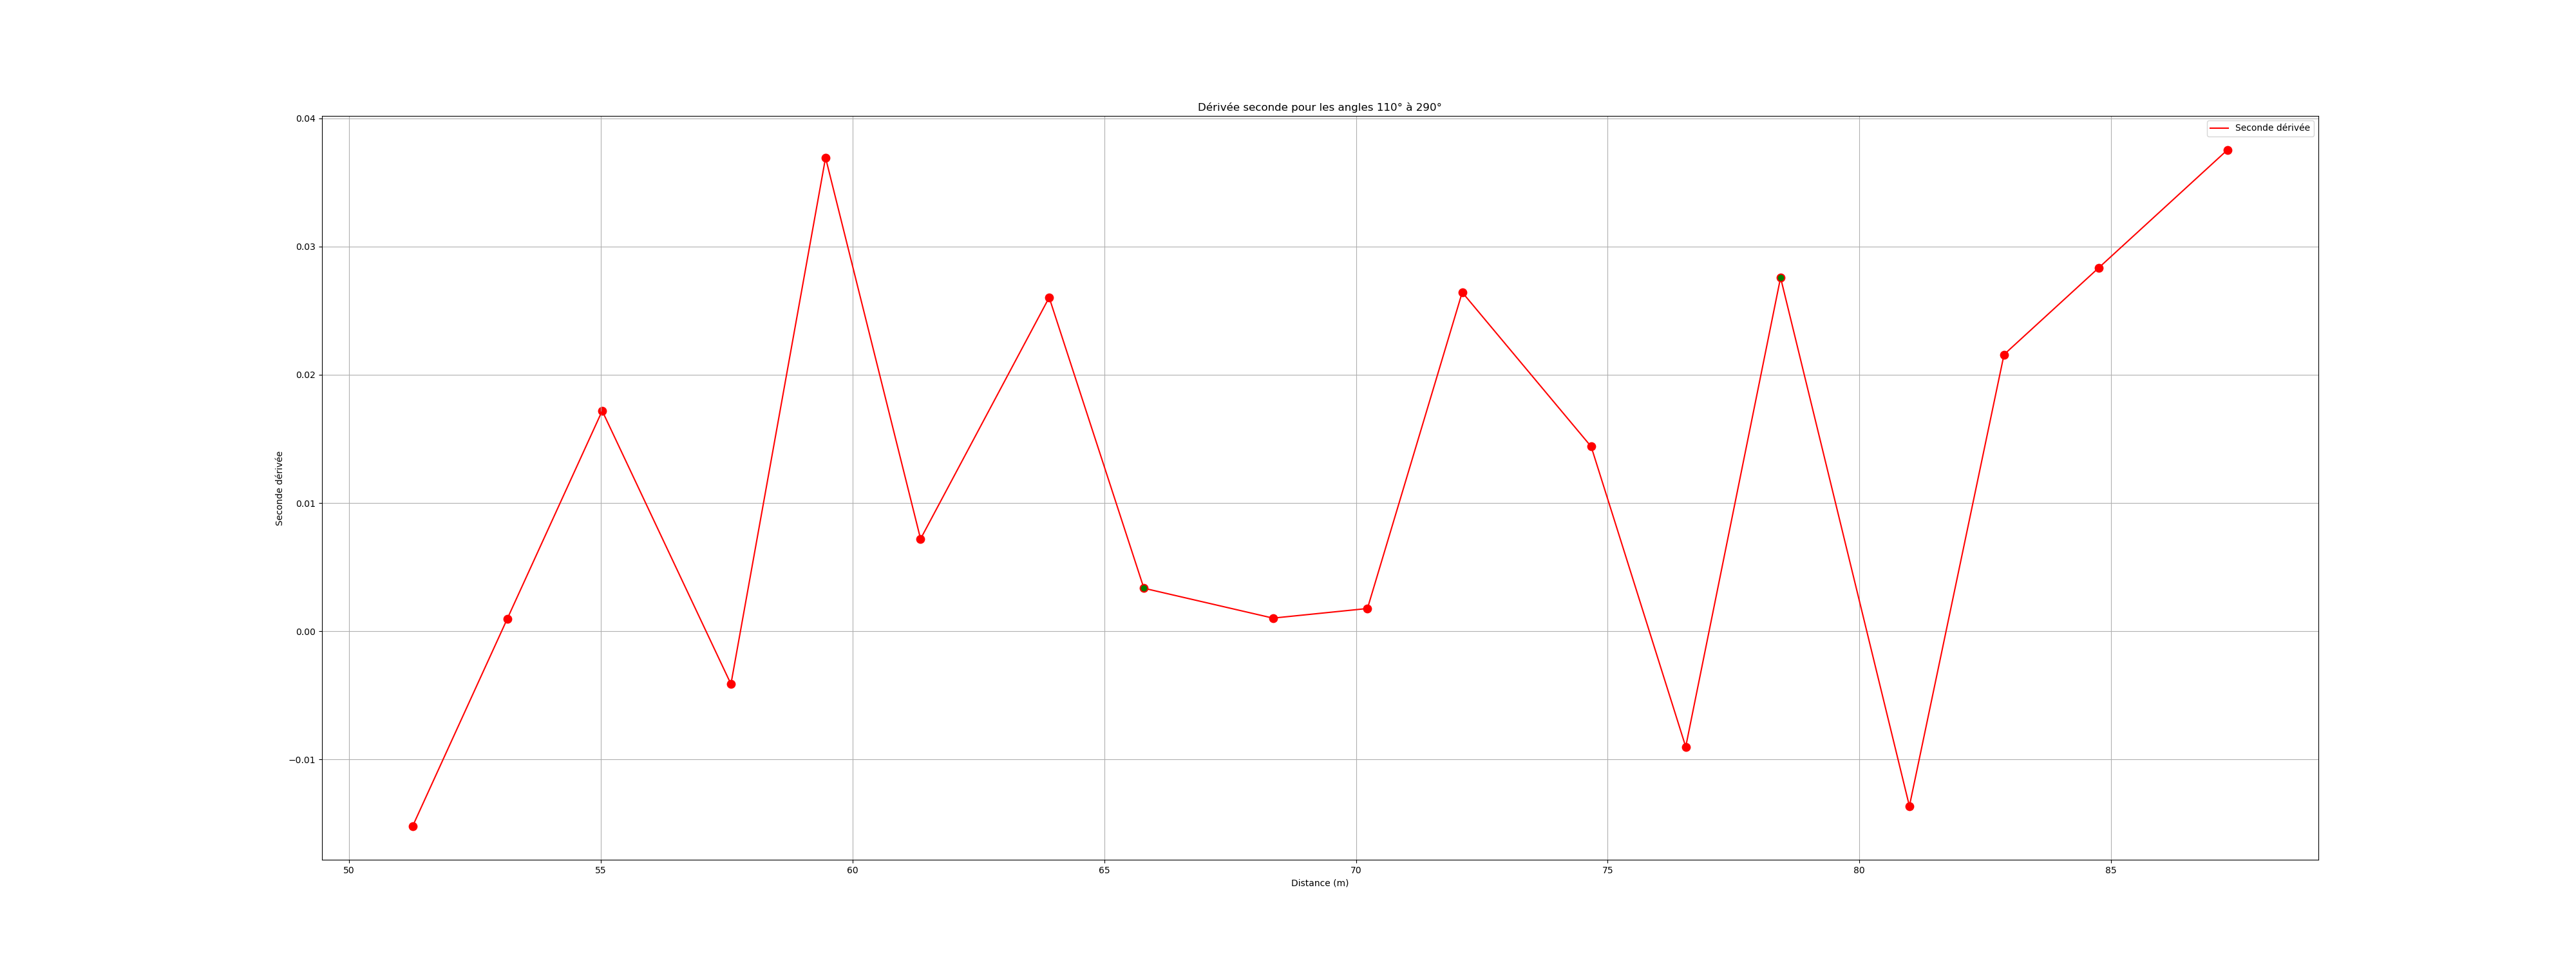 Dérivée seconde pour les angles 110° à 290°
Seconde dérivée
0.04
0.03
0.02
0.01
0.00
−0.01
Seconde dérivée
50 55 60 65 70 75 80 85
Distance (m)